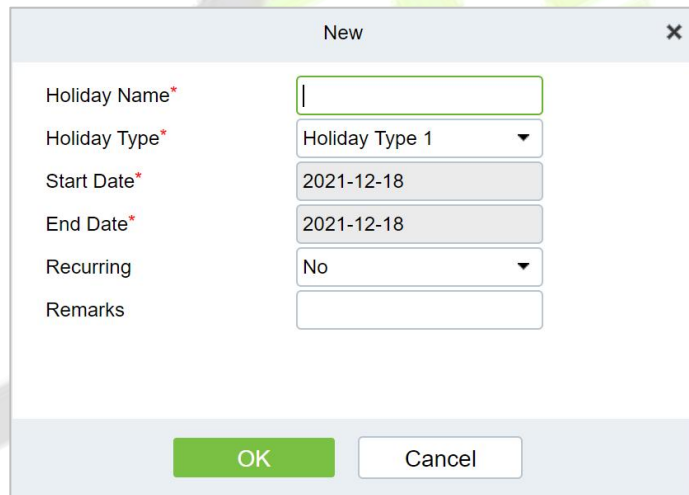 New
Holiday Name*
Holiday Type* Holiday Type 1
Start Date* 2021-12-18
End Date* 2021-12-18
Recurring No
Remarks
OK Cancel